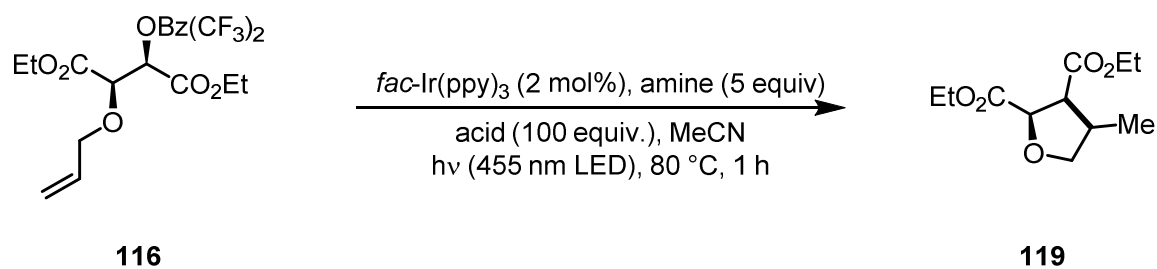 OBz(CF₃)₂
EtO₂C
CO₂Et
O
116
fac-Ir(ppy)₃ (2 mol%), amine (5 equiv)
acid (100 equiv.), MeCN
hν (455 nm LED), 80 °C, 1 h
CO₂Et
EtO₂C
Me
O
119